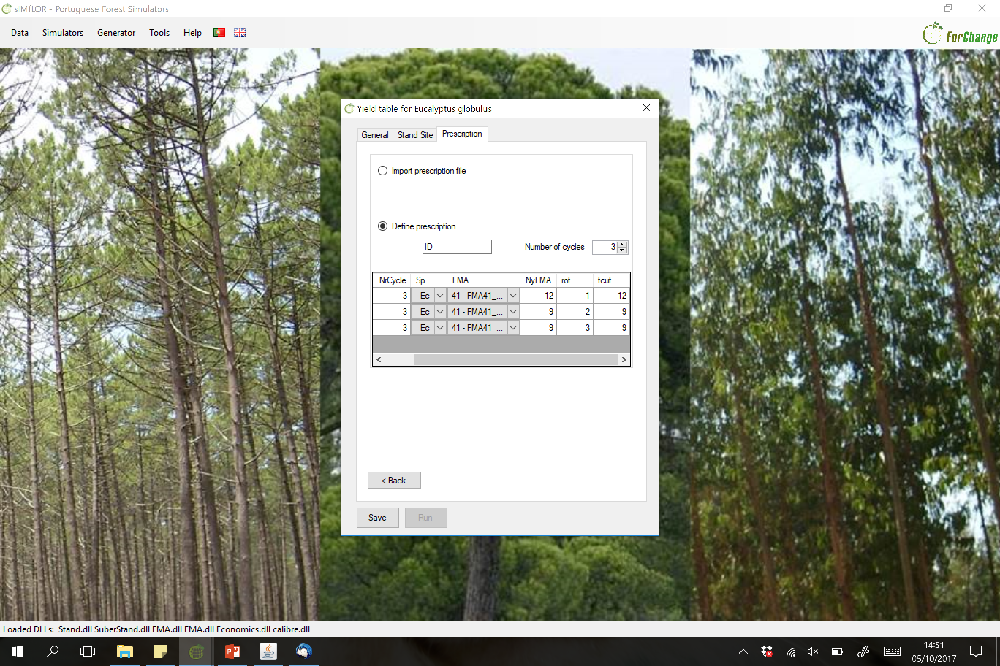 sIMfLOR - Portuguese Forest Simulators
Data Simulators Generator Tools Help
ForChange
Yield table for Eucalyptus globulus
General Stand Site Prescription
Import prescription file
Define prescription
ID Number of cycles 3
NrCycle Sp FMA NyFMA rot tcut
3 Ec 41 - FMA41_... 12 1 12
3 Ec 41 - FMA41_... 9 2 9
3 Ec 41 - FMA41_... 9 3 9
< Back
Save Run
Loaded DLLs: Stand.dll SuberStand.dll FMA.dll FMA.dll Economics.dll calibre.dll
14:51
05/10/2017